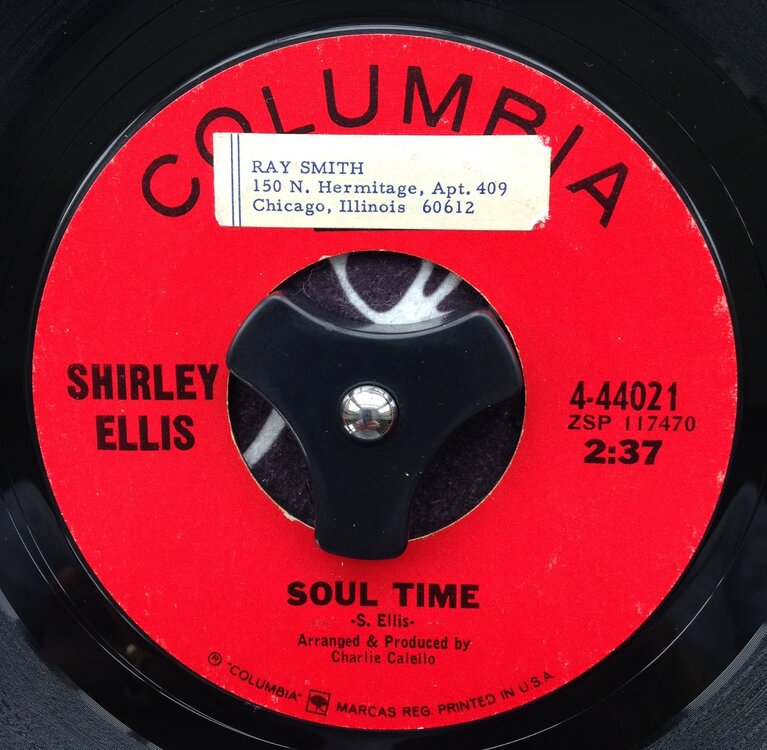 COLUMBIA
RAY SMITH
150 N. Hermitage, Apt. 409
Chicago, Illinois 60612
SHIRLEY
ELLIS
4-44021
ZSP 117470
2:37
SOUL TIME
-S. Ellis-
Arranged & Produced by
Charlie Calello
Ⓟ "COLUMBIA" MARCAS REG. PRINTED IN U.S.A.